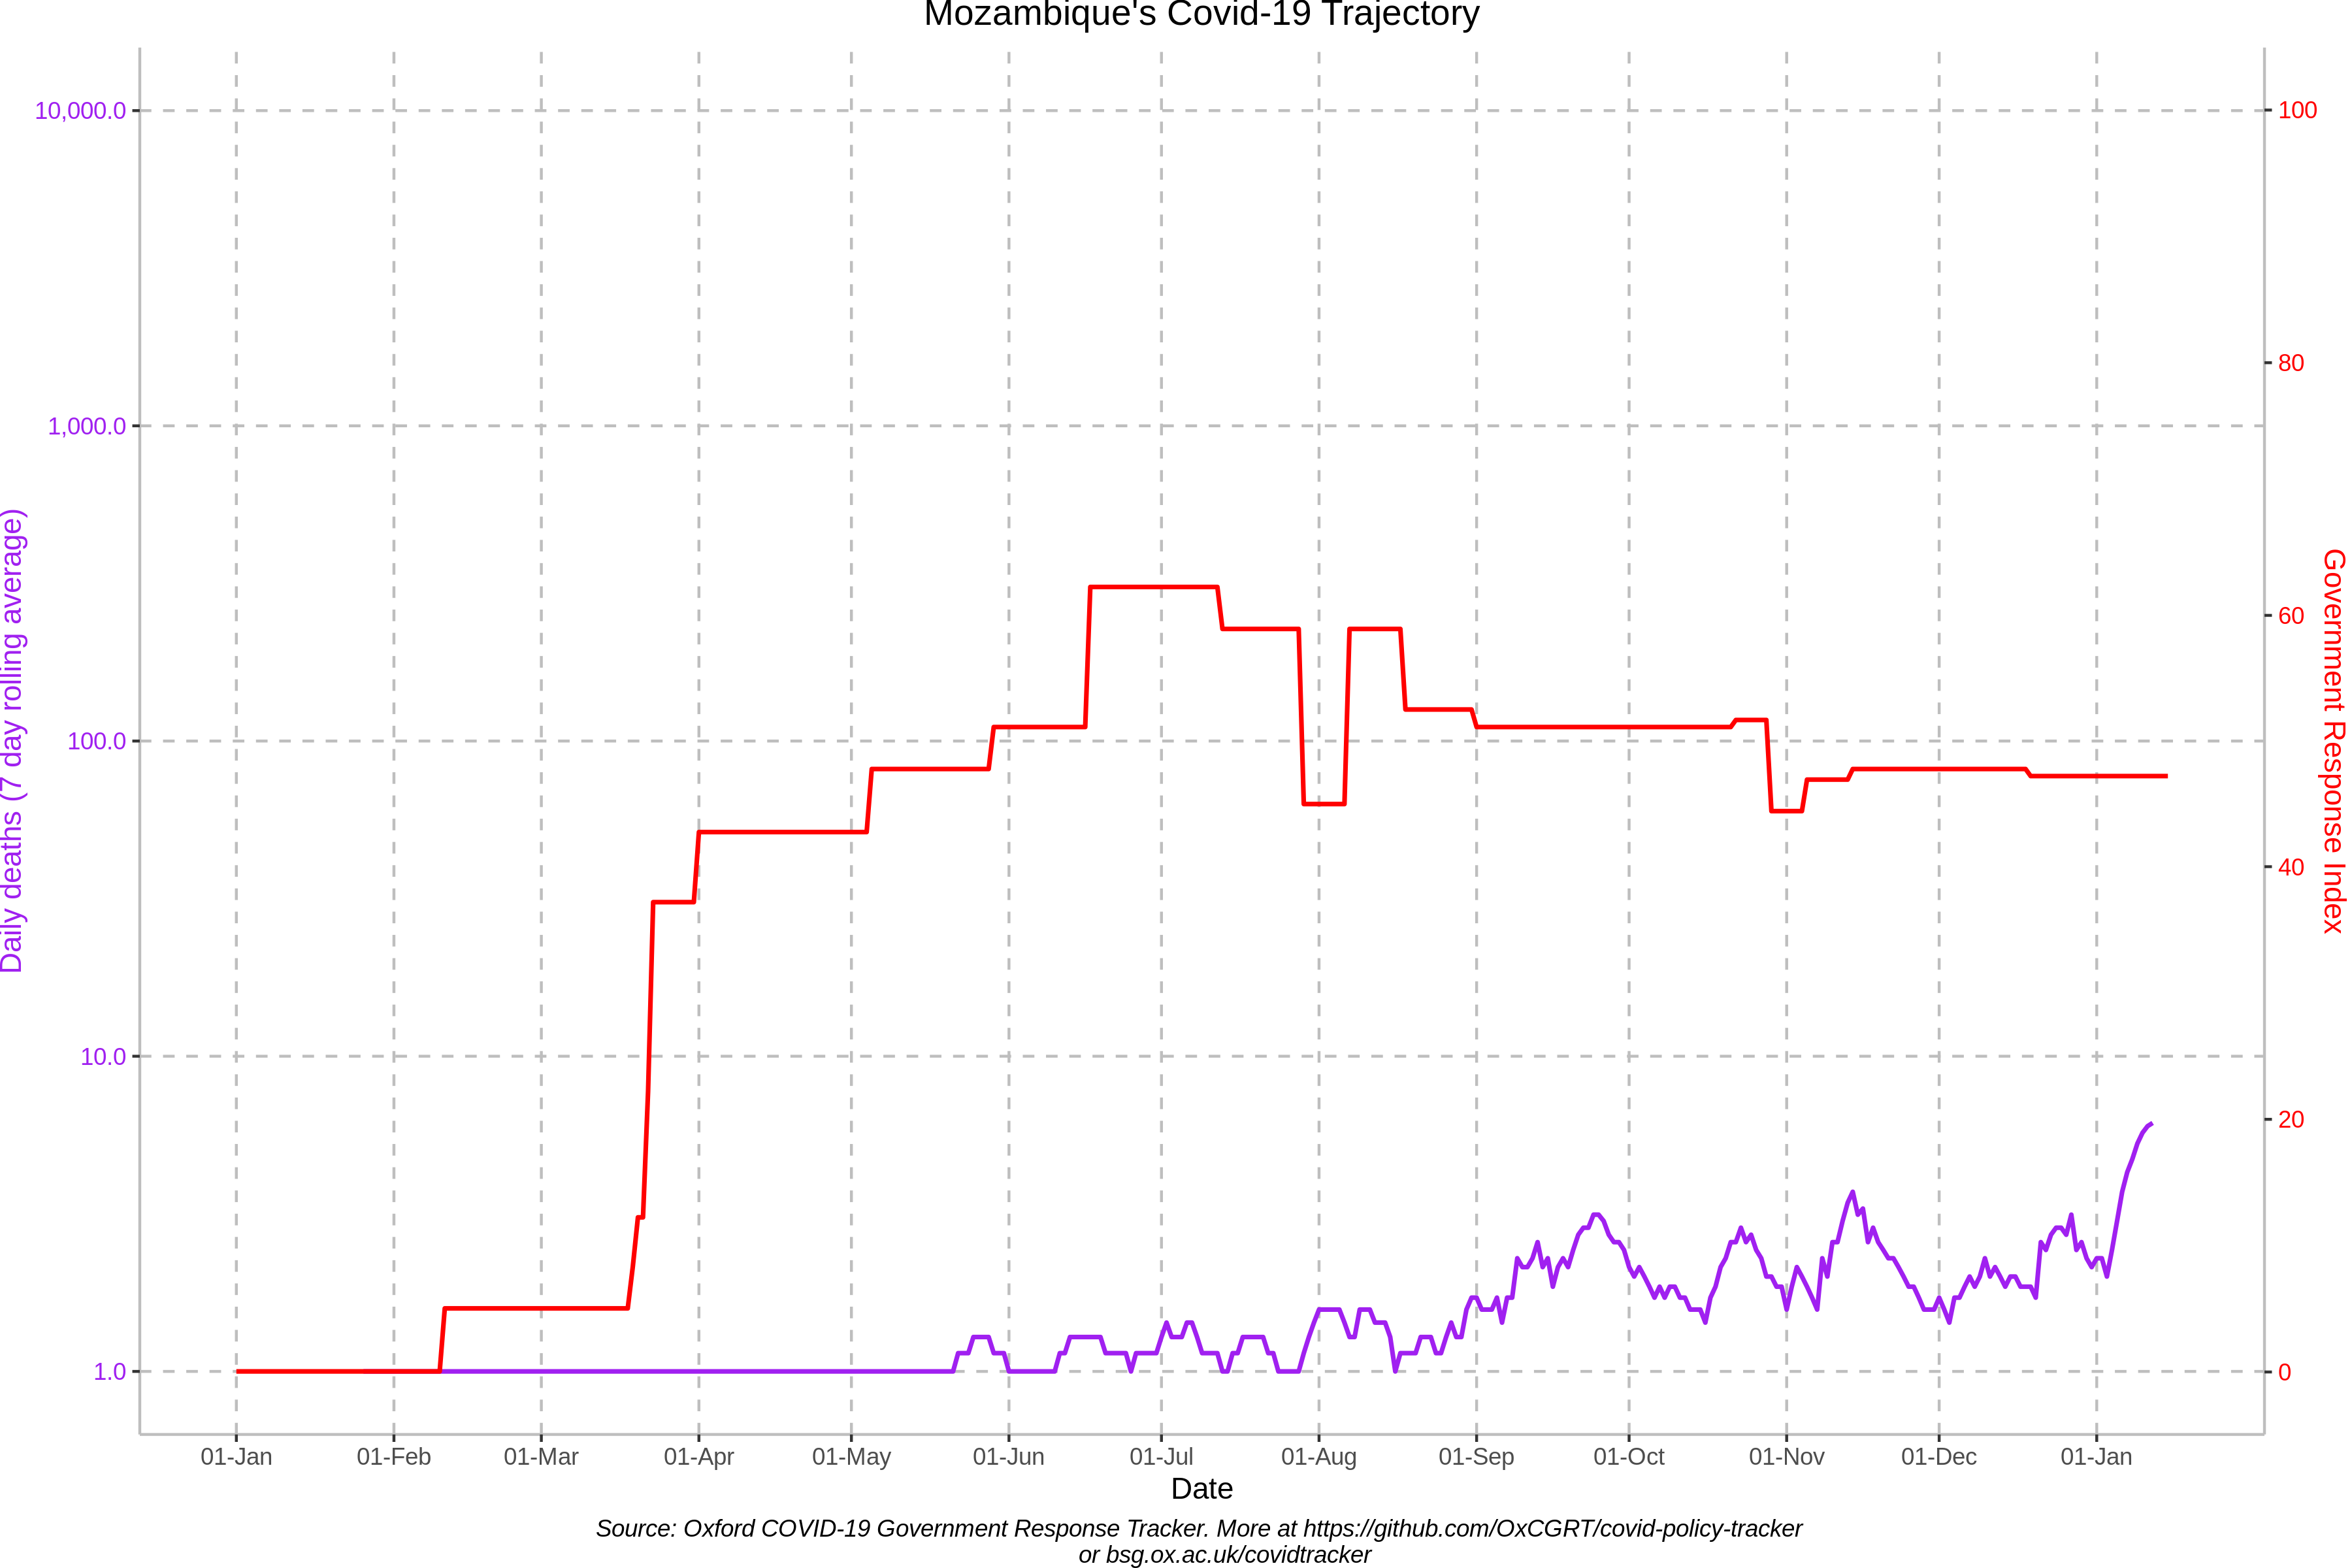 Mozambique's Covid-19 Trajectory
10,000.0
1,000.0
100.0
10.0
1.0
Daily deaths (7 day rolling average)
100
80
60
40
20
0
Government Response Index
01-Jan 01-Feb 01-Mar 01-Apr 01-May 01-Jun 01-Jul 01-Aug 01-Sep 01-Oct 01-Nov 01-Dec 01-Jan
Date
Source: Oxford COVID-19 Government Response Tracker. More at https://github.com/OxCGRT/covid-policy-tracker
or bsg.ox.ac.uk/covidtracker